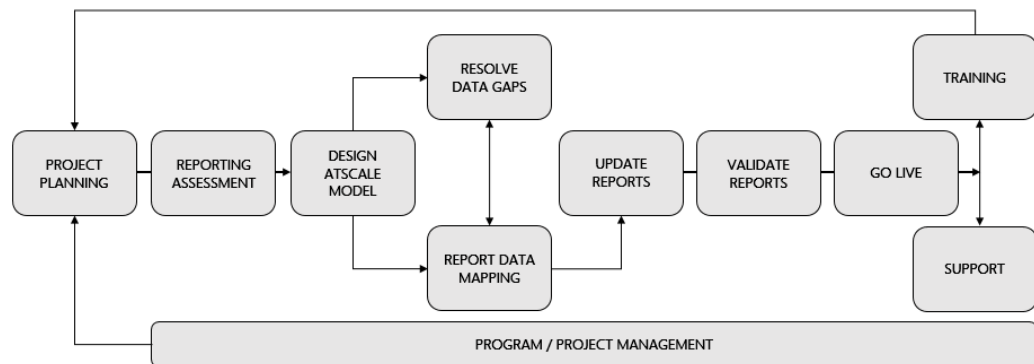 RESOLVE
DATA GAPS
TRAINING
PROJECT
PLANNING
REPORTING
ASSESSMENT
DESIGN
ATSCALE
MODEL
UPDATE
REPORTS
VALIDATE
REPORTS
GO LIVE
REPORT DATA
MAPPING
SUPPORT
PROGRAM / PROJECT MANAGEMENT